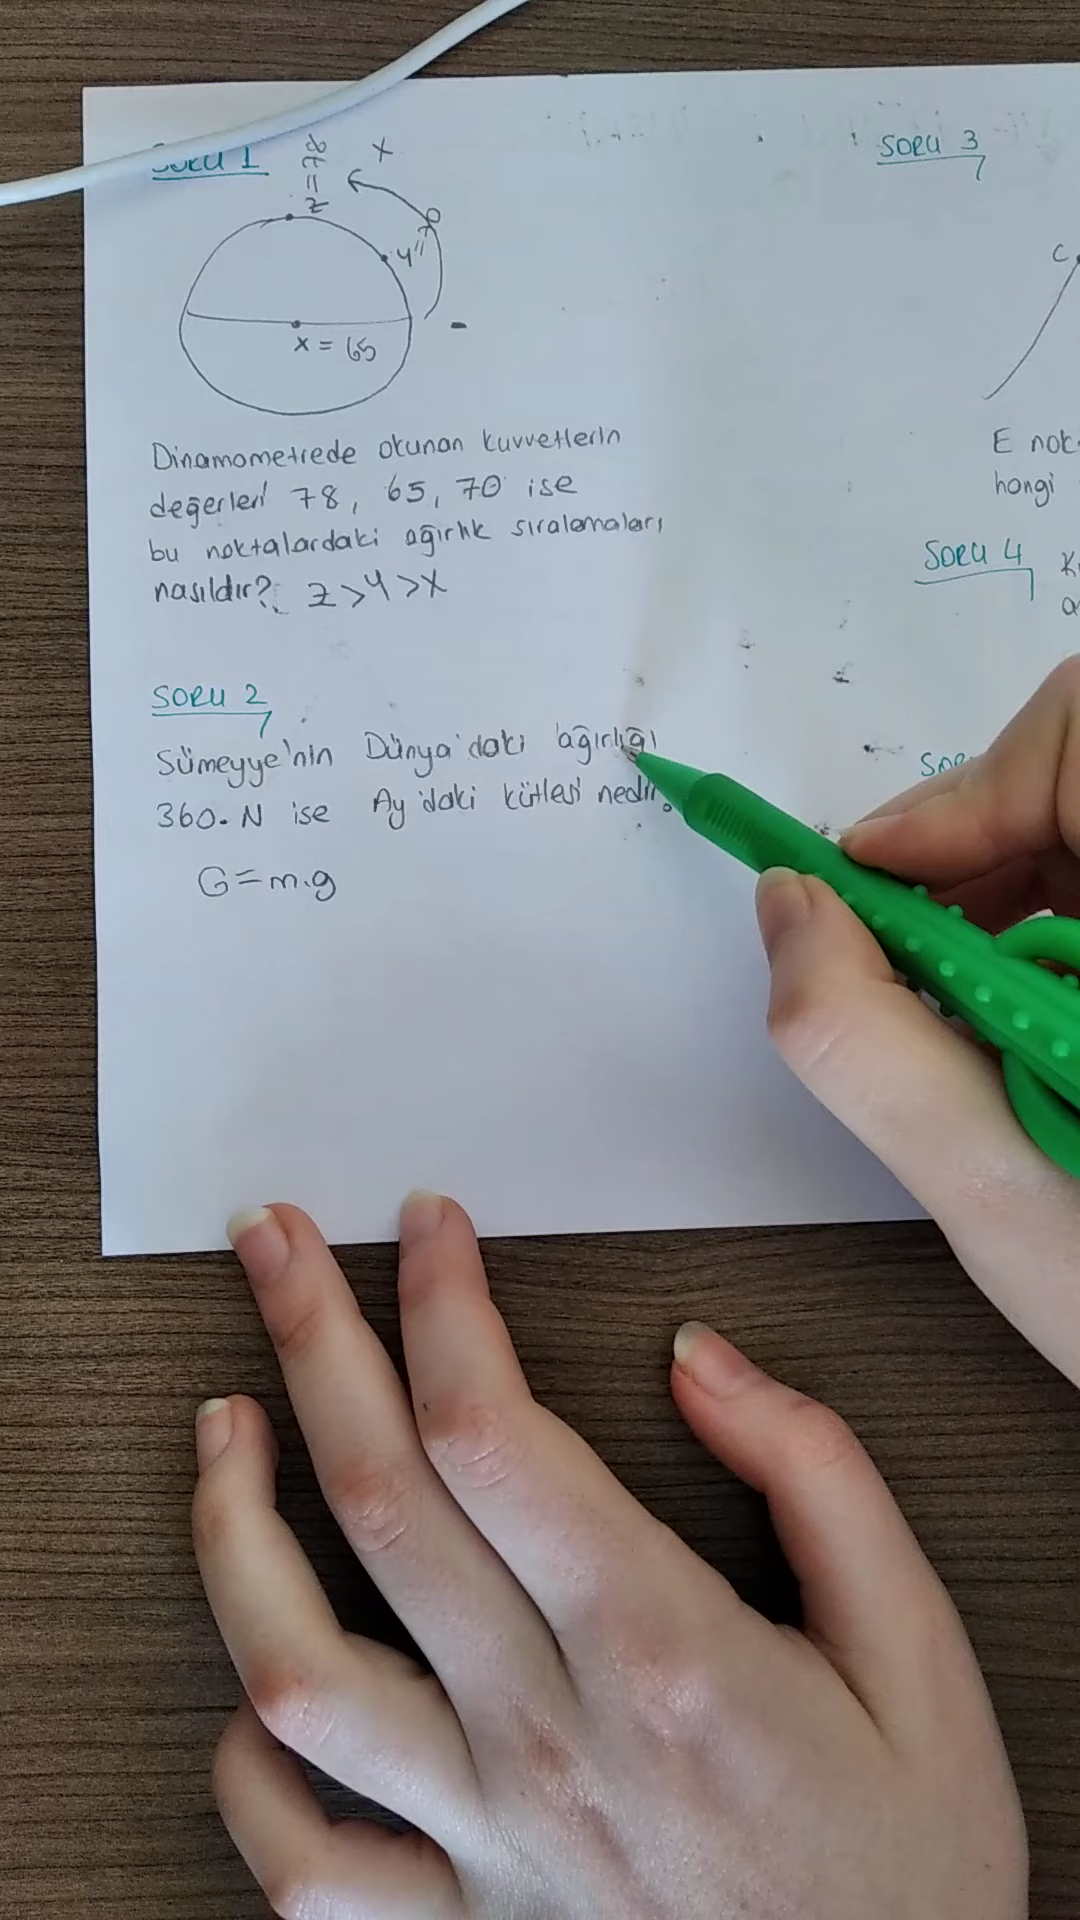 SORU 1
z=78
x
y=70
x = 65
Dinamometrede okunan kuvvetlerin
değerleri 78, 65, 70 ise
bu noktalardaki ağırlık sıralamaları
nasıldır? z>y>x
SORU 2
Sümeyye'nin Dünya'daki ağırlığı
360.N ise Ay'daki kütlesi nedir?
G=m.g
SORU 3
C
E
hangi
SORU 4